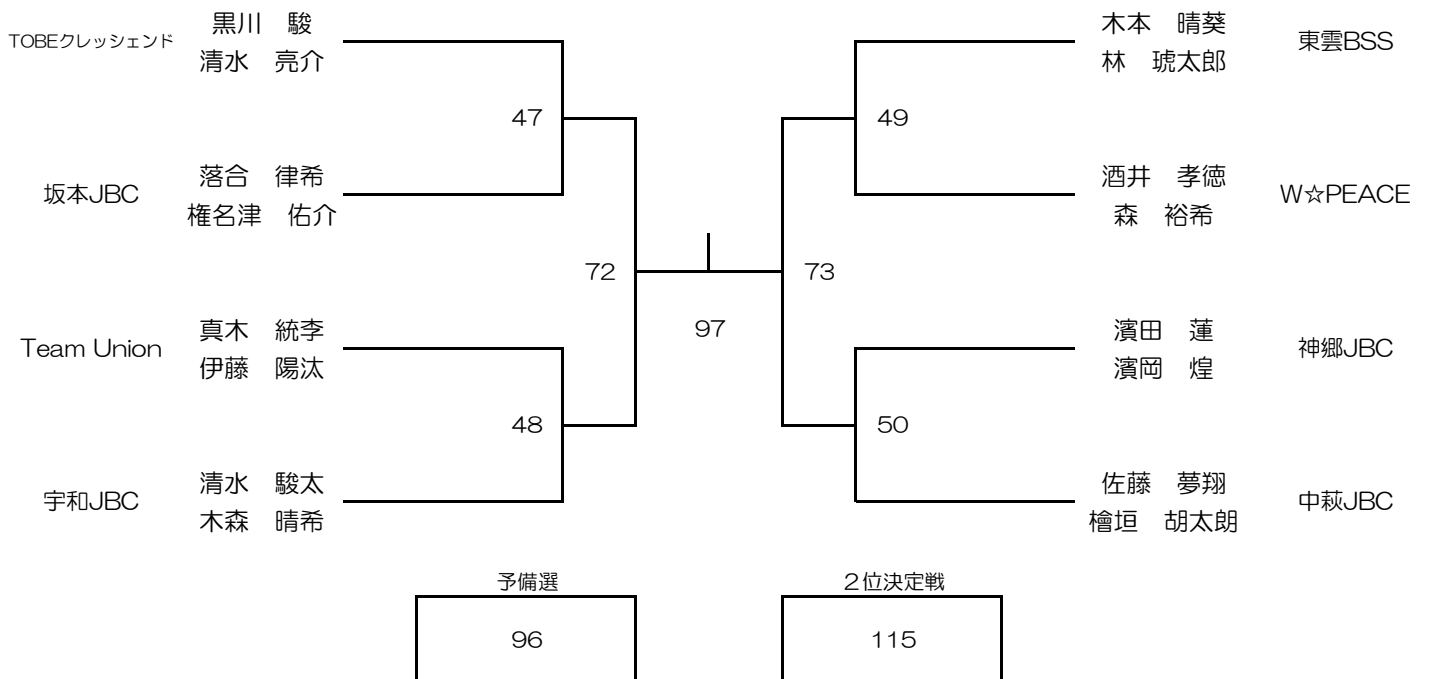 TOBEクレッシェンド
黒川　駿
清水　亮介
47
坂本JBC
落合　律希
権名津　佑介
72
Team Union
真木　統李
伊藤　陽汰
48
宇和JBC
清水　駿太
木森　晴希
97
木本　晴葵
林　琥太郎
東雲BSS
49
酒井　孝徳
森　裕希
W☆PEACE
73
濱田　蓮
濱岡　煌
神郷JBC
50
佐藤　夢翔
檜垣　胡太朗
中萩JBC
予備選
96
２位決定戦
115